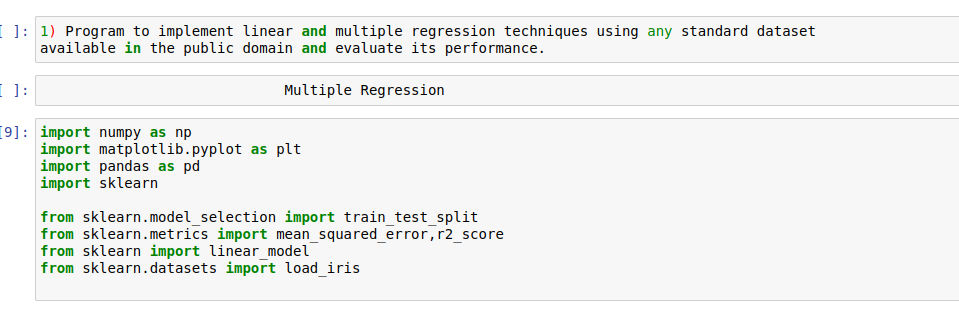 [ ]: 1) Program to implement linear and multiple regression techniques using any standard dataset
available in the public domain and evaluate its performance.
[ ]: Multiple Regression
[9]: import numpy as np
import matplotlib.pyplot as plt
import pandas as pd
import sklearn
from sklearn.model_selection import train_test_split
from sklearn.metrics import mean_squared_error,r2_score
from sklearn import linear_model
from sklearn.datasets import load_iris